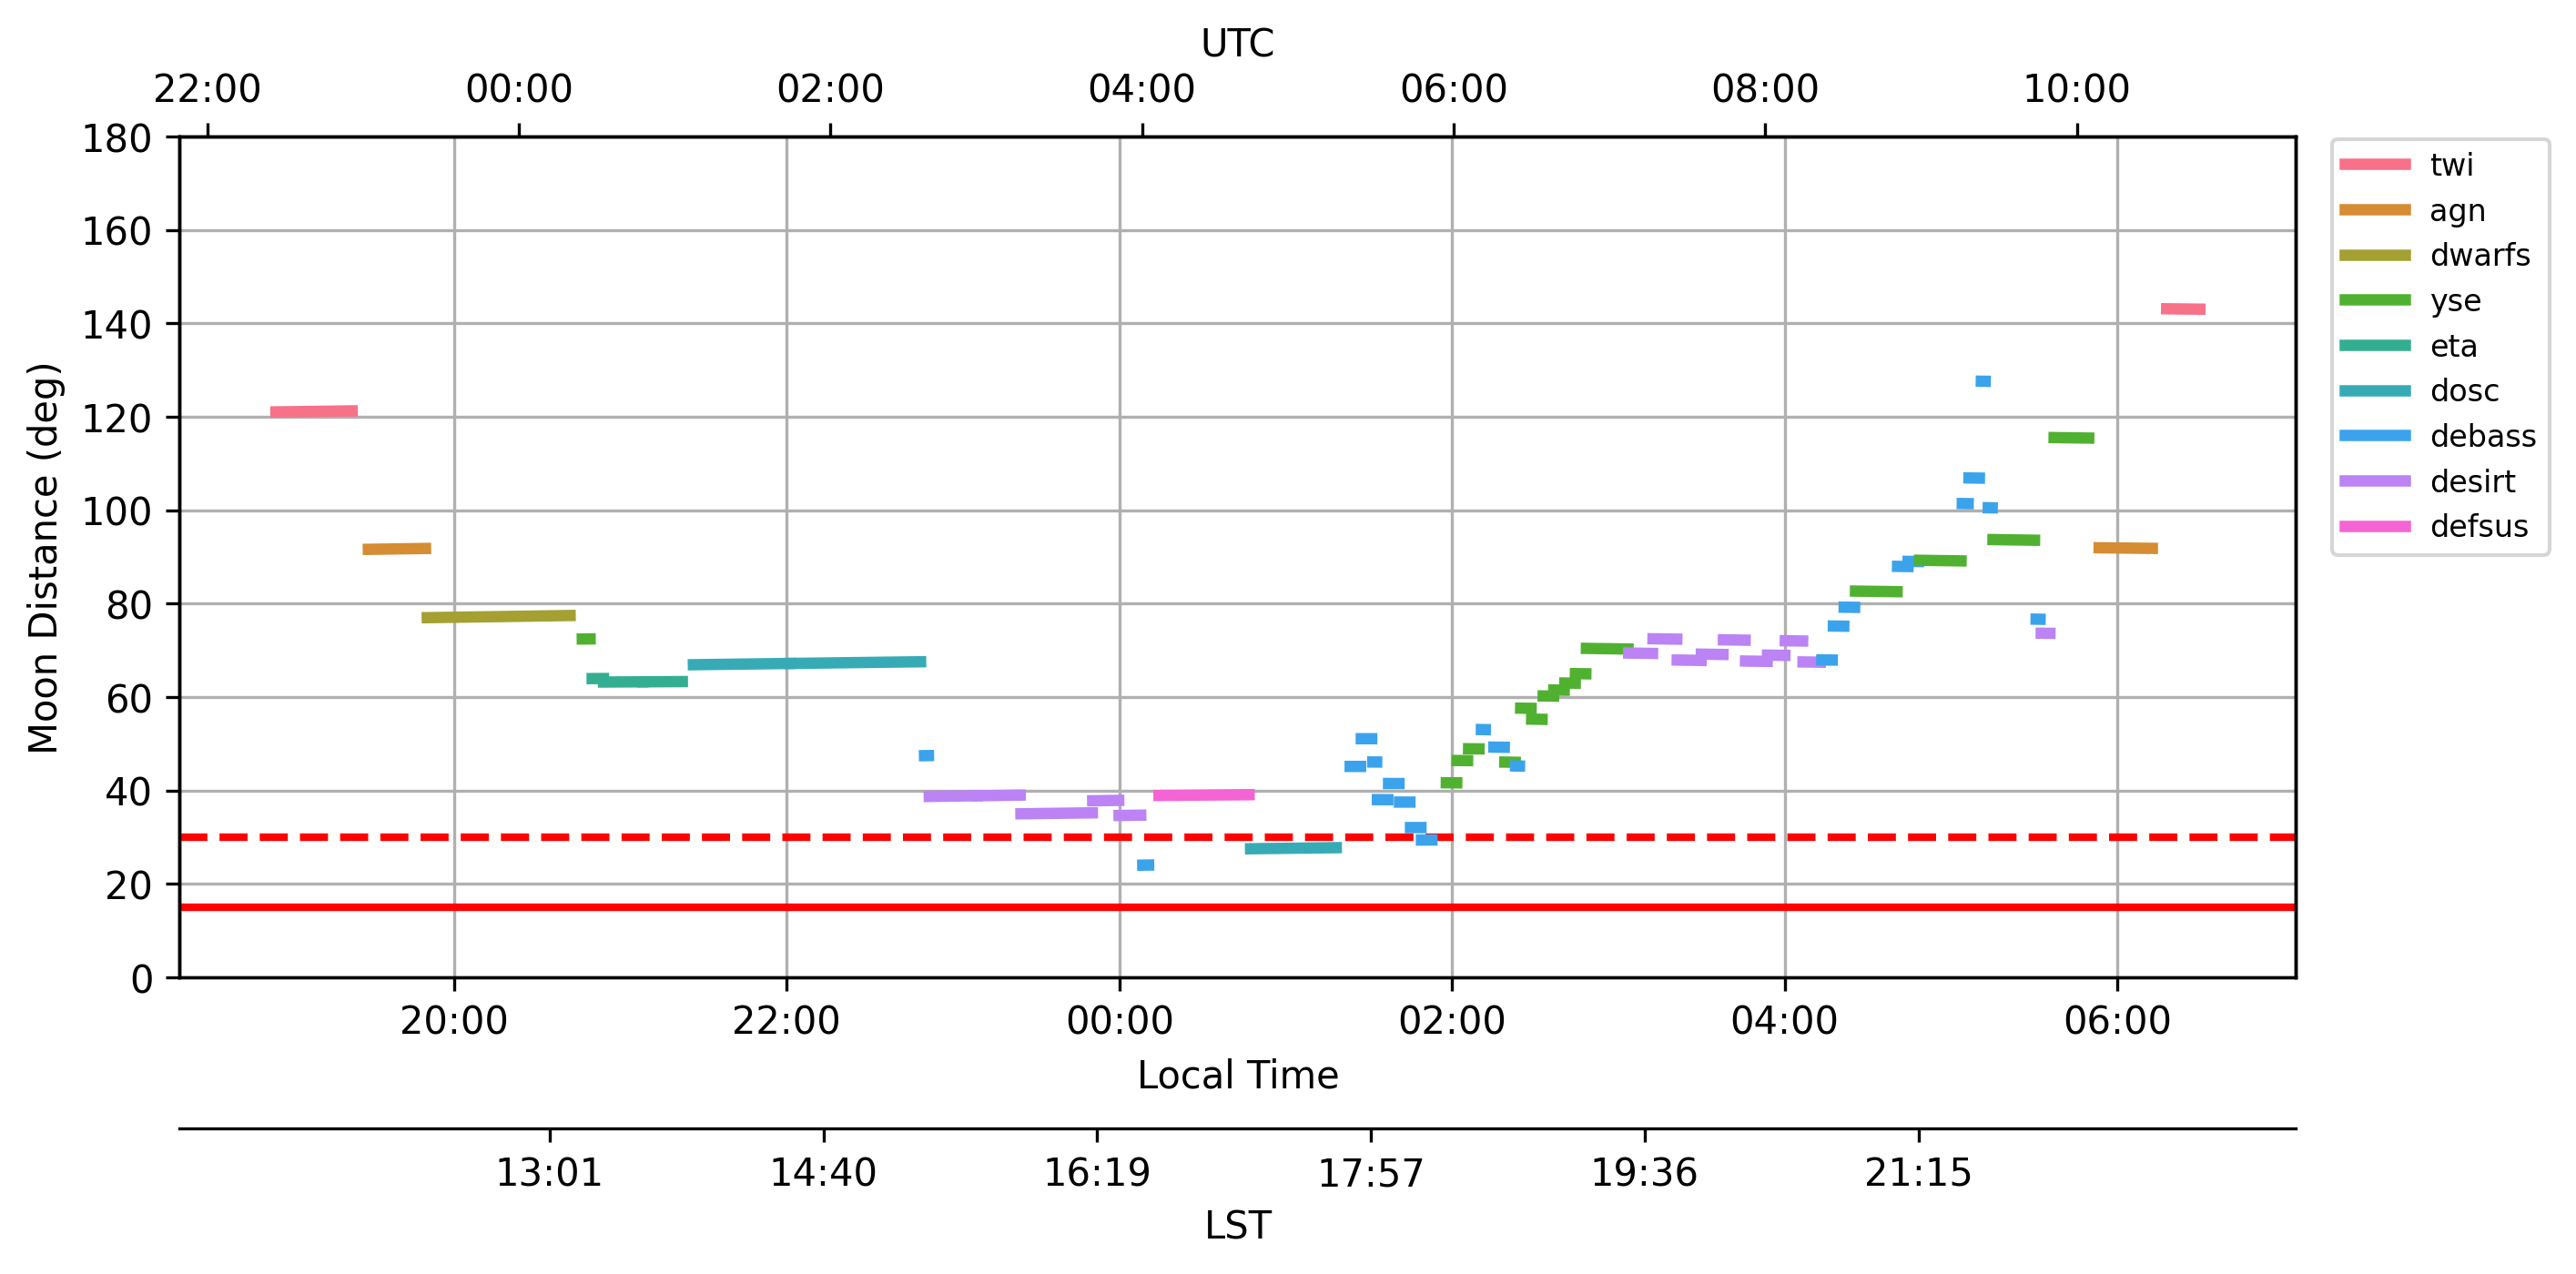 UTC
22:00 00:00 02:00 04:00 06:00 08:00 10:00
180
160
140
120
100
80
60
40
20
0
Moon Distance (deg)
twi
agn
dwarfs
yse
eta
dosc
debass
desirt
defsus
20:00 22:00 00:00 02:00 04:00 06:00
Local Time
13:01 14:40 16:19 17:57 19:36 21:15
LST